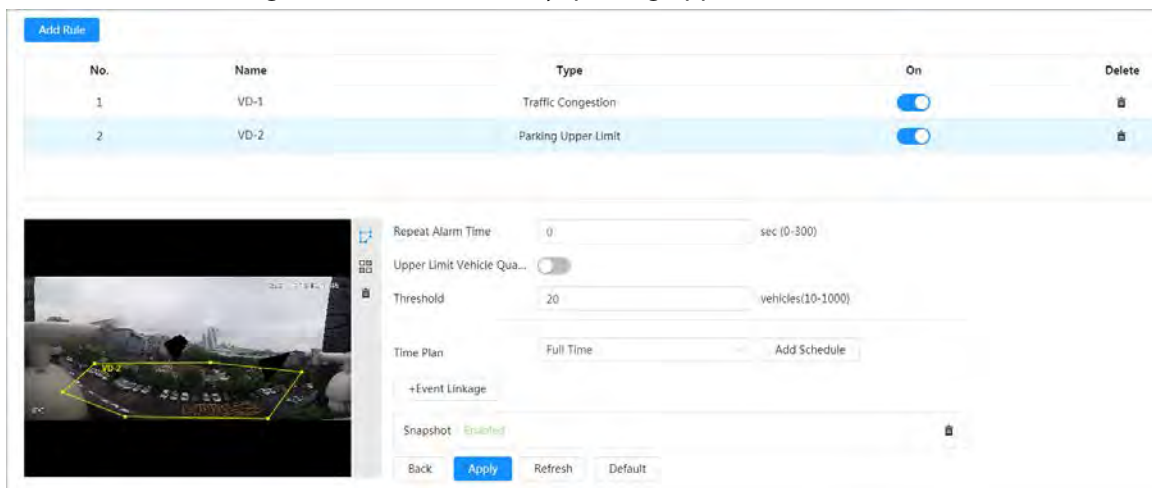 Add Rule
No. Name Type On Delete
1 VD-1 Traffic Congestion
2 VD-2 Parking Upper Limit
Repeat Alarm Time 0 sec (0-300)
Upper Limit Vehicle Qua...
Threshold 20 vehicles(10-1000)
Time Plan Full Time Add Schedule
+Event Linkage
Snapshot Enabled
Back Apply Refresh Default
VD-2